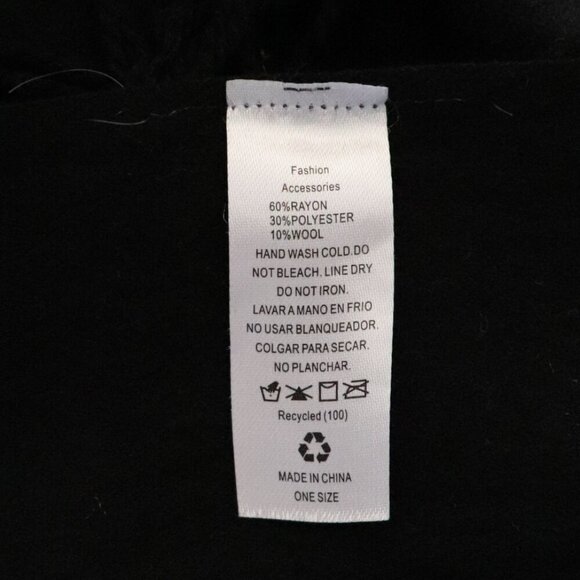 Fashion
Accessories
60%RAYON
30%POLYESTER
10%WOOL
HAND WASH COLD.DO
NOT BLEACH. LINE DRY
DO NOT IRON.
LAVAR A MANO EN FRIO
NO USAR BLANQUEADOR.
COLGAR PARA SECAR.
NO PLANCHAR.
Recycled (100)
MADE IN CHINA
ONE SIZE